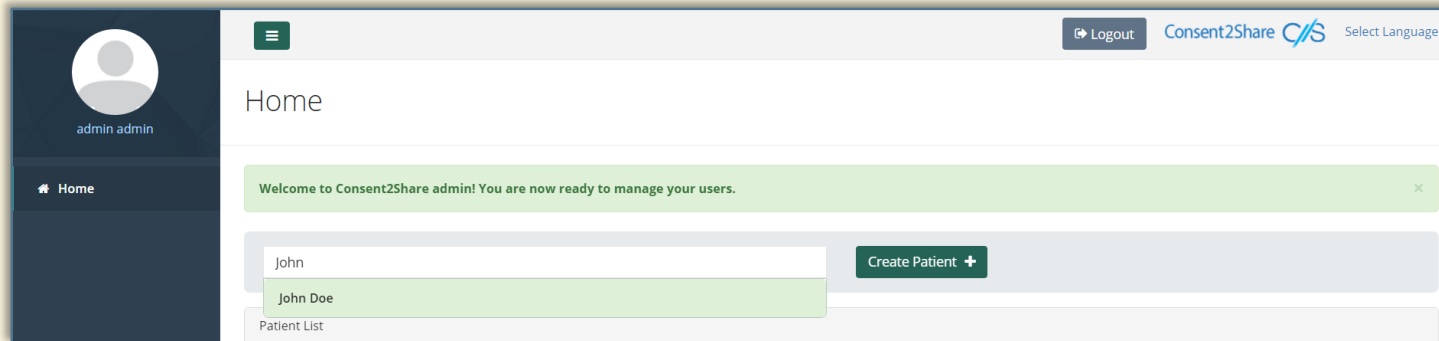 Logout
Consent2Share C//S
Select Language
Home
admin admin
Home
Welcome to Consent2Share admin! You are now ready to manage your users.
John
Create Patient
John Doe
Patient List